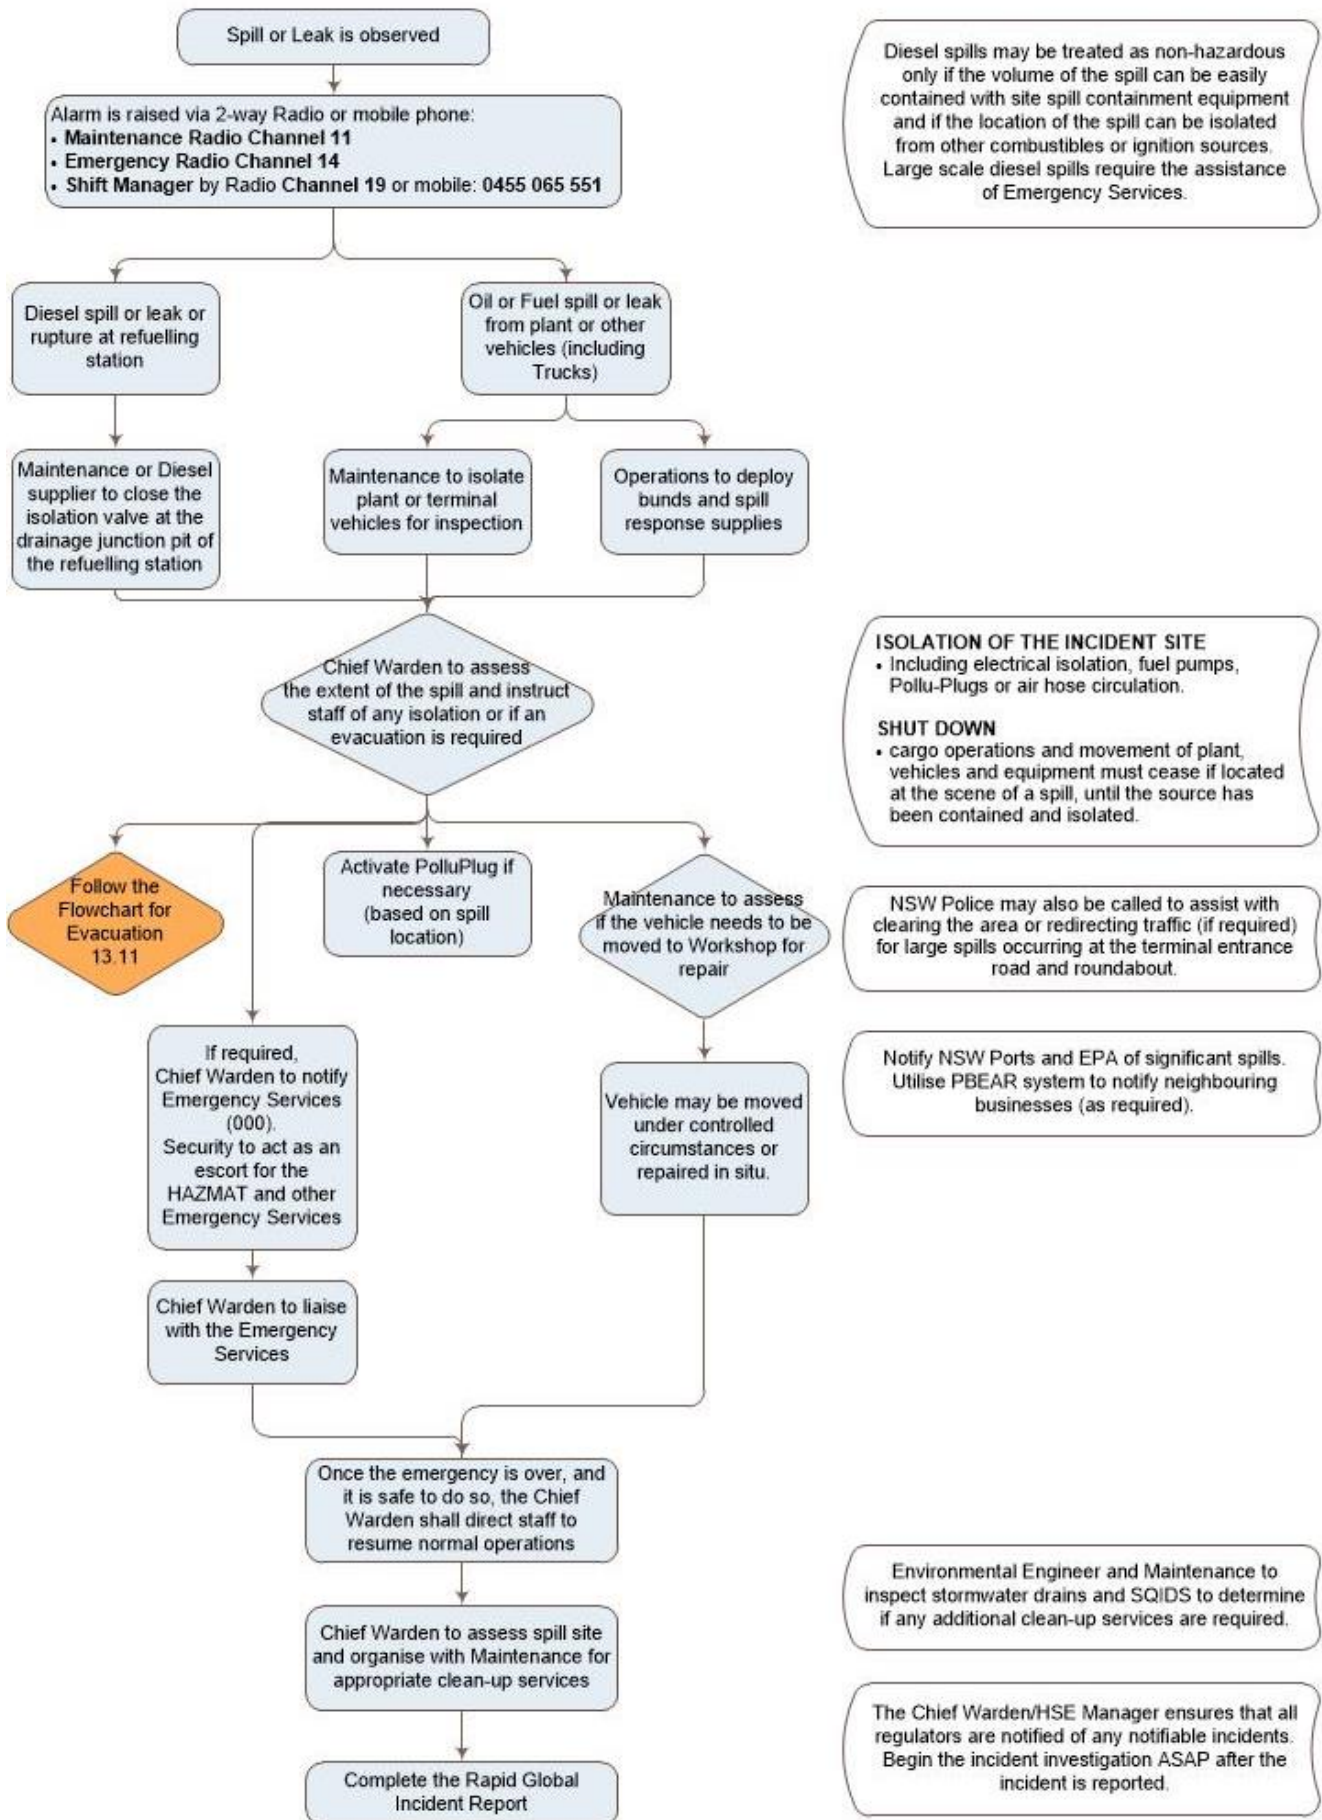 Spill or Leak is observed
Alarm is raised via 2-way Radio or mobile phone:
• Maintenance Radio Channel 11
• Emergency Radio Channel 14
• Shift Manager by Radio Channel 19 or mobile: 0455 065 551
Diesel spills may be treated as non-hazardous
only if the volume of the spill can be easily
contained with site spill containment equipment
and if the location of the spill can be isolated
from other combustibles or ignition sources.
Large scale diesel spills require the assistance
of Emergency Services.
Diesel spill or leak or
rupture at refuelling
station
Oil or Fuel spill or leak
from plant or other
vehicles (including
Trucks)
Maintenance or Diesel
supplier to close the
isolation valve at the
drainage junction pit of
the refuelling station
Maintenance to isolate
plant or terminal
vehicles for inspection
Operations to deploy
bunds and spill
response supplies
Chief Warden to assess
the extent of the spill and instruct
staff of any isolation or if an
evacuation is required
ISOLATION OF THE INCIDENT SITE
• Including electrical isolation, fuel pumps,
Pollu-Plugs or air hose circulation.
SHUT DOWN
• cargo operations and movement of plant,
vehicles and equipment must cease if located
at the scene of a spill, until the source has
been contained and isolated.
Follow the
Flowchart for
Evacuation
13.11
Activate PolluPlug if
necessary
(based on spill
location)
Maintenance to assess
if the vehicle needs to be
moved to Workshop for
repair
NSW Police may also be called to assist with
clearing the area or redirecting traffic (if required)
for large spills occurring at the terminal entrance
road and roundabout.
If required,
Chief Warden to notify
Emergency Services
(000).
Security to act as an
escort for the
HAZMAT and other
Emergency Services
Vehicle may be moved
under controlled
circumstances or
repaired in situ.
Notify NSW Ports and EPA of significant spills.
Utilise PBEAR system to notify neighbouring
businesses (as required).
Chief Warden to liaise
with the Emergency
Services
Once the emergency is over, and
it is safe to do so, the Chief
Warden shall direct staff to
resume normal operations
Chief Warden to assess spill site
and organise with Maintenance for
appropriate clean-up services
Environmental Engineer and Maintenance to
inspect stormwater drains and SQIDS to determine
if any additional clean-up services are required.
Complete the Rapid Global
Incident Report
The Chief Warden/HSE Manager ensures that all
regulators are notified of any notifiable incidents.
Begin the incident investigation ASAP after the
incident is reported.